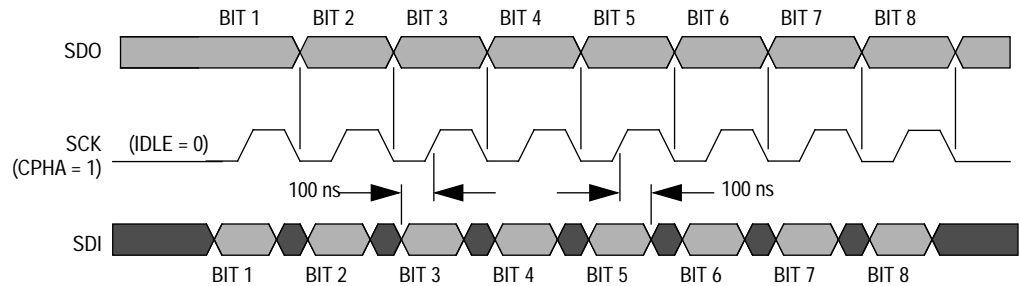 BIT 1 BIT 2 BIT 3 BIT 4 BIT 5 BIT 6 BIT 7 BIT 8
SDO
SCK (IDLE = 0)
(CPHA = 1)
100 ns 100 ns
SDI
BIT 1 BIT 2 BIT 3 BIT 4 BIT 5 BIT 6 BIT 7 BIT 8